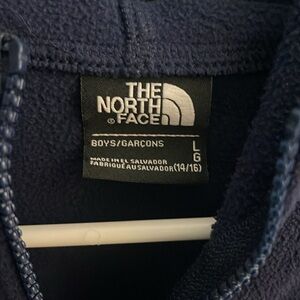 THE
NORTH
® FACE
BOYS/GARÇONS L
G
MADE IN EL SALVADOR
FABRIQUÉ AU SALVADOR (14/16)